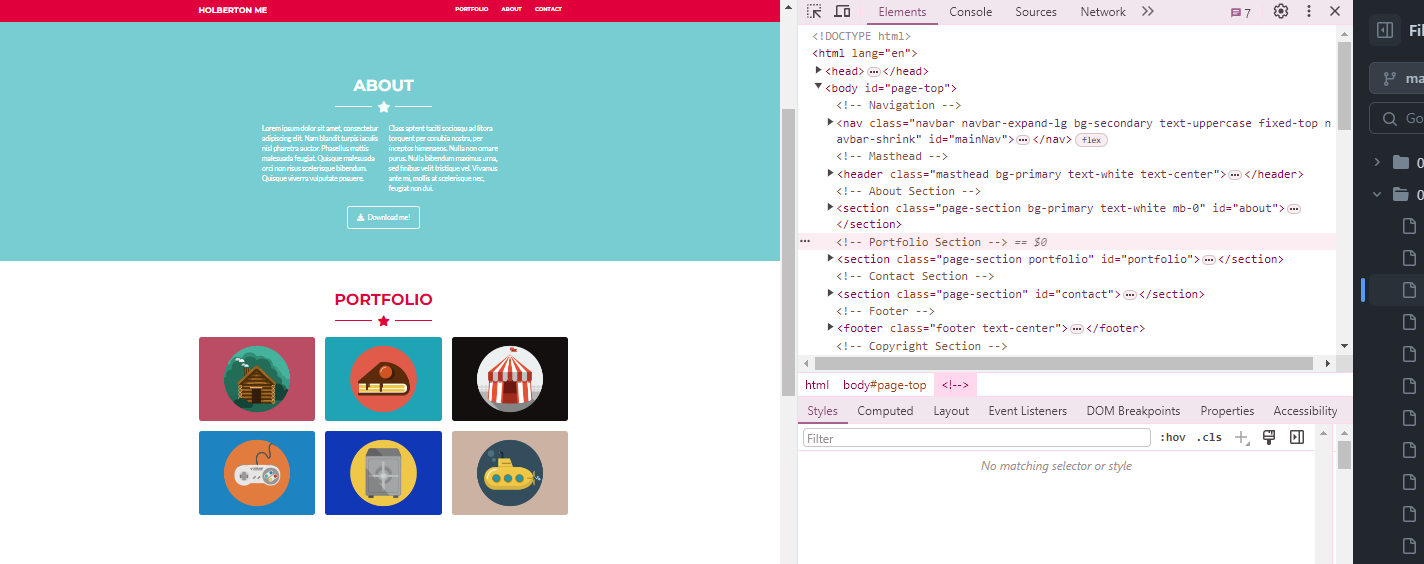 HOLBERTON ME
PORTFOLIO ABOUT CONTACT
ABOUT
Lorem ipsum dolor sit amet, consectetur
adipiscing elit. Nam blandit turpis iaculis
nisl pharetra auctor. Phasellus mattis
malesuada feugiat. Quisque malesuada
orci non risus scelerisque bibendum.
Quisque viverra vulputate posuere.
Class aptent taciti sociosqu ad litora
torquent per conubia nostra, per
inceptos himenaeos. Nulla non ornare
purus. Nulla bibendum maximus urna,
sed finibus velit tristique vel. Vivamus
ante mi, mollis at scelerisque nec,
feugiat non dui.
Download me!
PORTFOLIO
Elements Console Sources Network 7
<!DOCTYPE html>
<html lang="en">
<head>…</head>
<body id="page-top">
<!-- Navigation -->
<nav class="navbar navbar-expand-lg bg-secondary text-uppercase fixed-top n
avbar-shrink" id="mainNav">…</nav> flex
<!-- Masthead -->
<header class="masthead bg-primary text-white text-center">…</header>
<!-- About Section -->
<section class="page-section bg-primary text-white mb-0" id="about">…
</section>
… <!-- Portfolio Section --> == $0
<section class="page-section portfolio" id="portfolio">…</section>
<!-- Contact Section -->
<section class="page-section" id="contact">…</section>
<!-- Footer -->
<footer class="footer text-center">…</footer>
<!-- Copyright Section -->
html body#page-top <!-->
Styles Computed Layout Event Listeners DOM Breakpoints Properties Accessibility
Filter :hov .cls
No matching selector or style
Fil
ma
Go
0
0